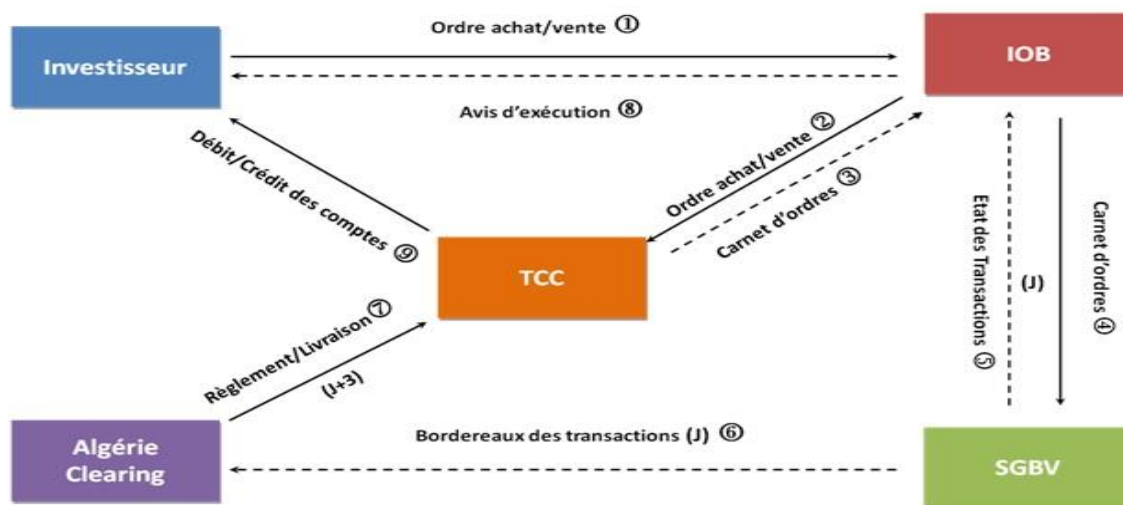 Ordre achat/vente ①
Investisseur
IOB
Avis d'exécution ⑧
Ordre achat/vente ②
Carnet d'ordres ③
Débit/Crédit des comptes ⑨
TCC
Etat des Transactions ⑤
(J)
Carnet d'ordres ④
Règlement/Livraison ⑦
(J+3)
Algérie
Clearing
Bordereaux des transactions (J) ⑥
SGBV